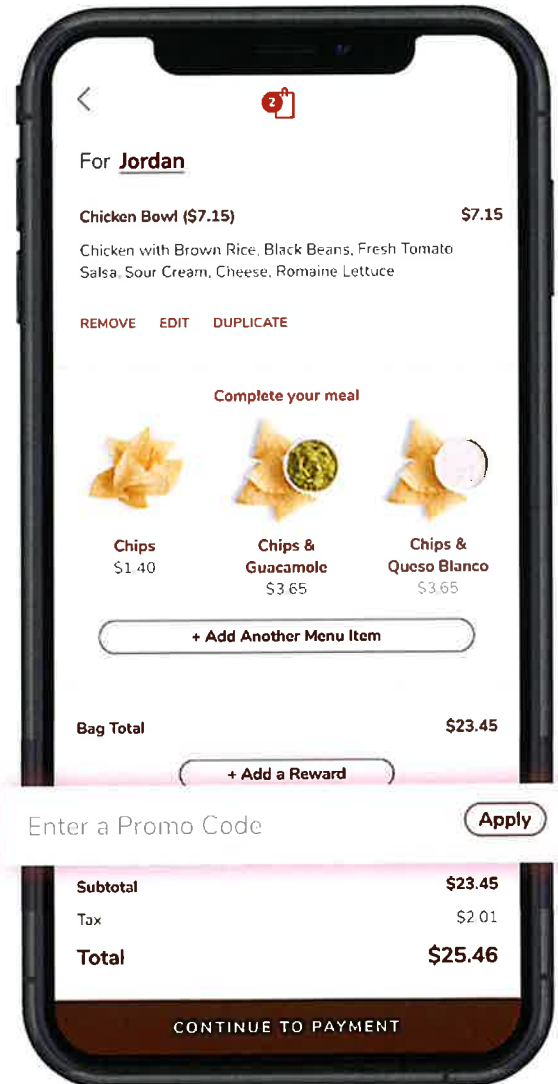 2
For Jordan
Chicken Bowl ($7.15) $7.15
Chicken with Brown Rice, Black Beans, Fresh Tomato
Salsa, Sour Cream, Cheese, Romaine Lettuce
REMOVE EDIT DUPLICATE
Complete your meal
Chips
$1.40
Chips &
Guacamole
$3.65
Chips &
Queso Blanco
$3.65
+ Add Another Menu Item
Bag Total $23.45
+ Add a Reward
Enter a Promo Code Apply
Subtotal $23.45
Tax $2.01
Total $25.46
CONTINUE TO PAYMENT